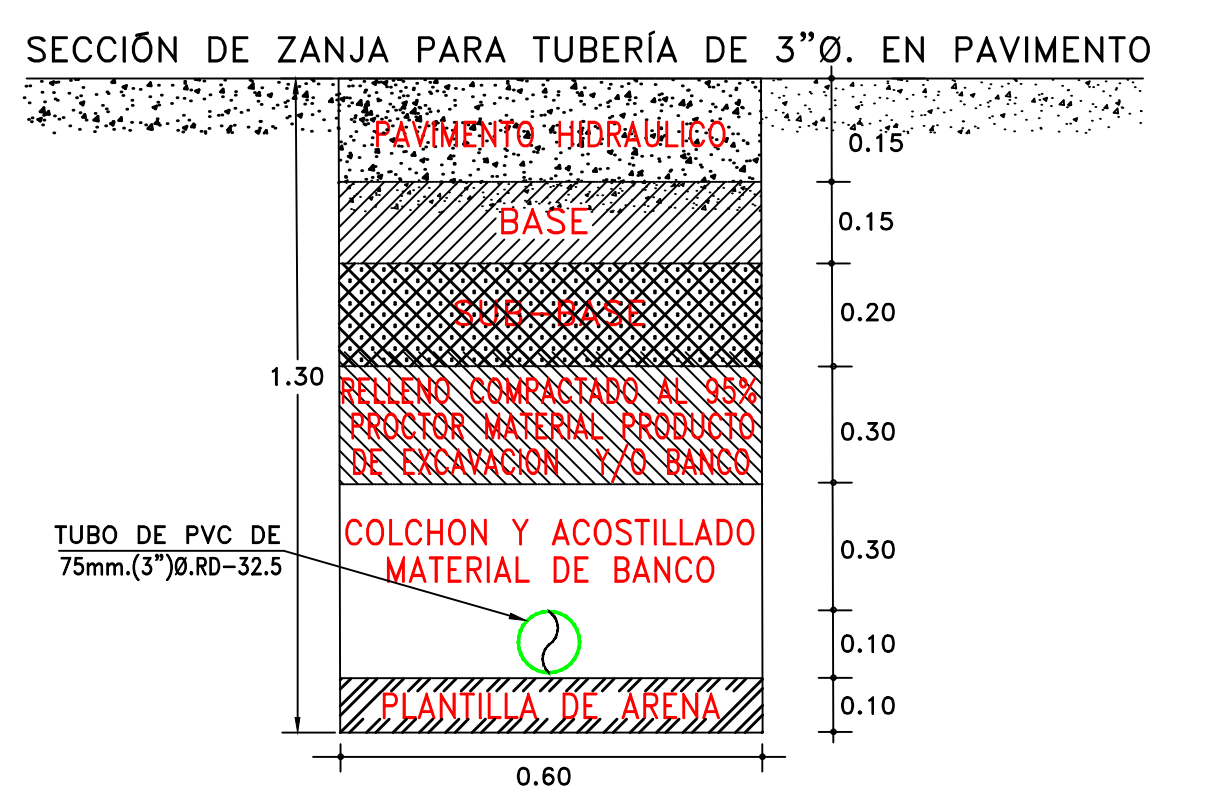 SECCIÓN DE ZANJA PARA TUBERÍA DE 3"Ø. EN PAVIMENTO
PAVIMENTO HIDRAULICO
0.15
BASE
0.15
SUB-BASE
0.20
1.30
RELLENO COMPACTADO AL 95%
PROCTOR MATERIAL PRODUCTO
DE EXCAVACION Y/O BANCO
0.30
TUBO DE PVC DE
75mm.(3")Ø.RD-32.5
COLCHON Y ACOSTILLADO
MATERIAL DE BANCO
0.30
0.10
PLANTILLA DE ARENA
0.10
0.60